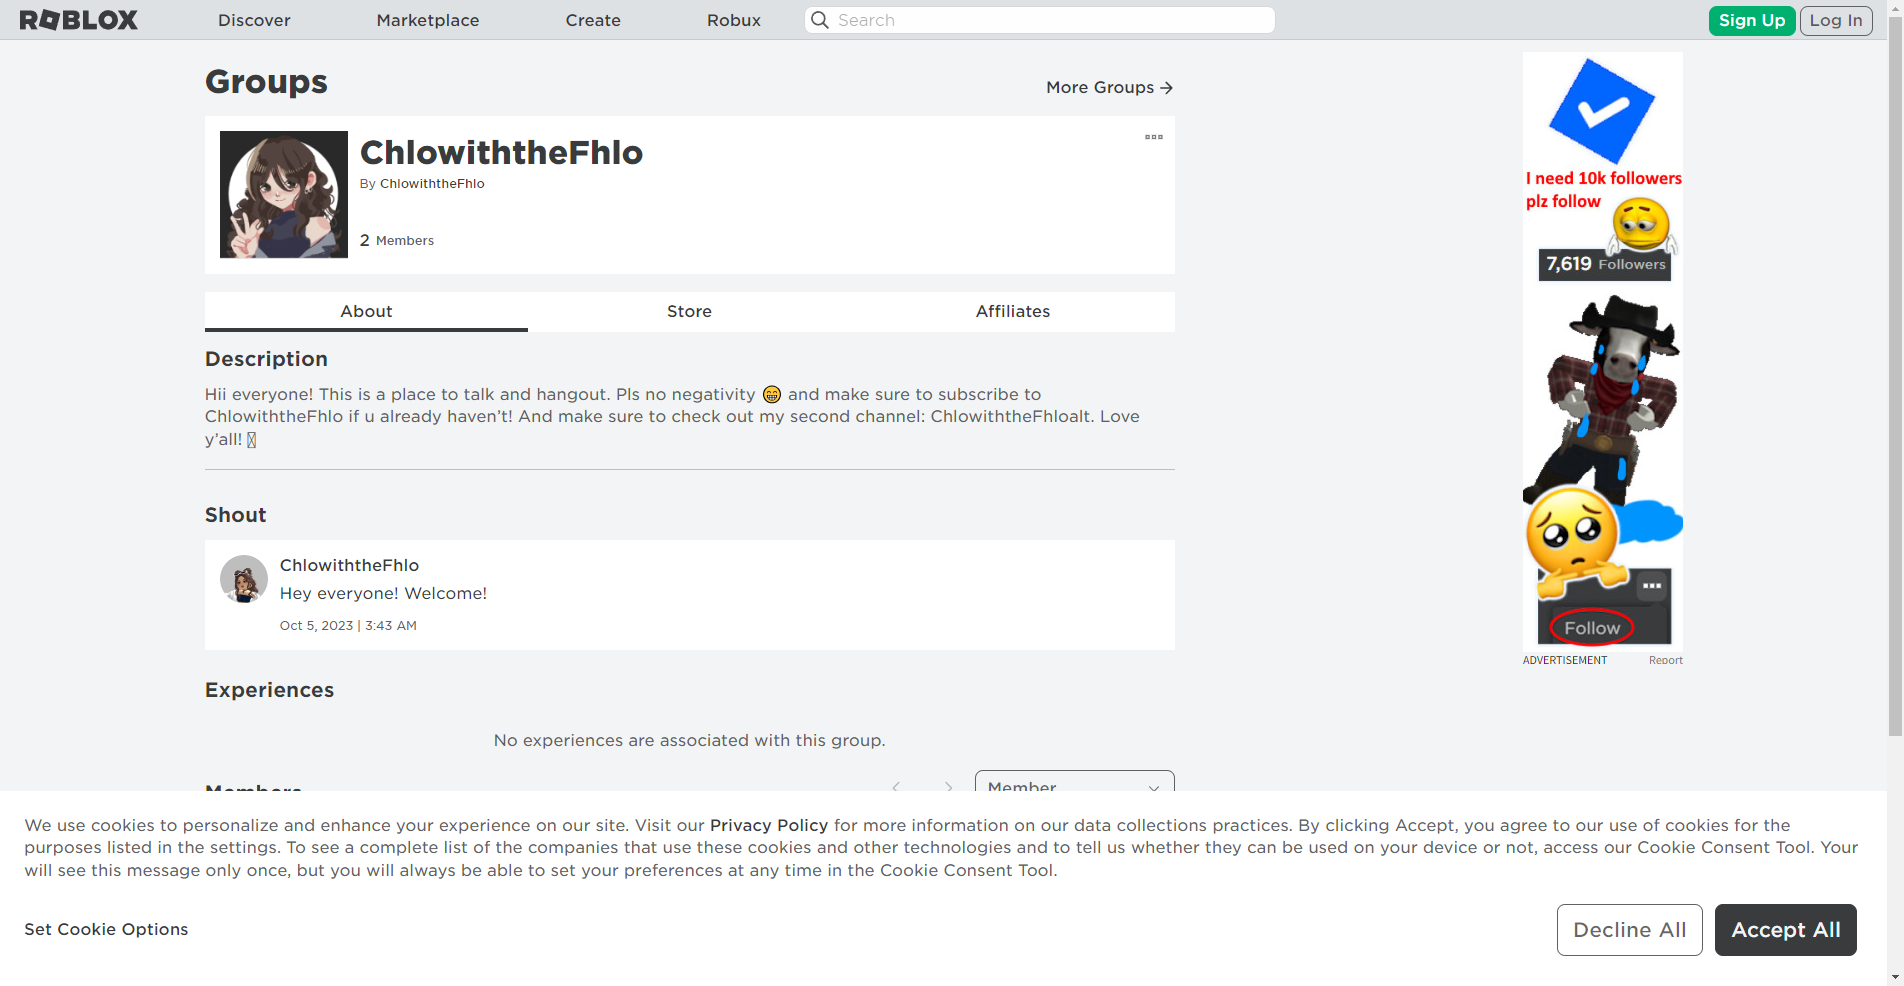 ROBLOX
Discover
Marketplace
Create
Robux
Search
Sign Up
Log In
Groups
More Groups
ChlowiththeFhlo
By ChlowiththeFhlo
2 Members
About
Store
Affiliates
Description
Hii everyone! This is a place to talk and hangout. Pls no negativity 😁 and make sure to subscribe to
ChlowiththeFhlo if u already haven’t! And make sure to check out my second channel: ChlowiththeFhloalt. Love
y’all!
Shout
ChlowiththeFhlo
Hey everyone! Welcome!
Oct 5, 2023 | 3:43 AM
Experiences
No experiences are associated with this group.
Members
Member
I need 10k followers
plz follow
7,619 Followers
Follow
ADVERTISEMENT
Report
We use cookies to personalize and enhance your experience on our site. Visit our Privacy Policy for more information on our data collections practices. By clicking Accept, you agree to our use of cookies for the
purposes listed in the settings. To see a complete list of the companies that use these cookies and other technologies and to tell us whether they can be used on your device or not, access our Cookie Consent Tool. Your
will see this message only once, but you will always be able to set your preferences at any time in the Cookie Consent Tool.
Set Cookie Options
Decline All
Accept All